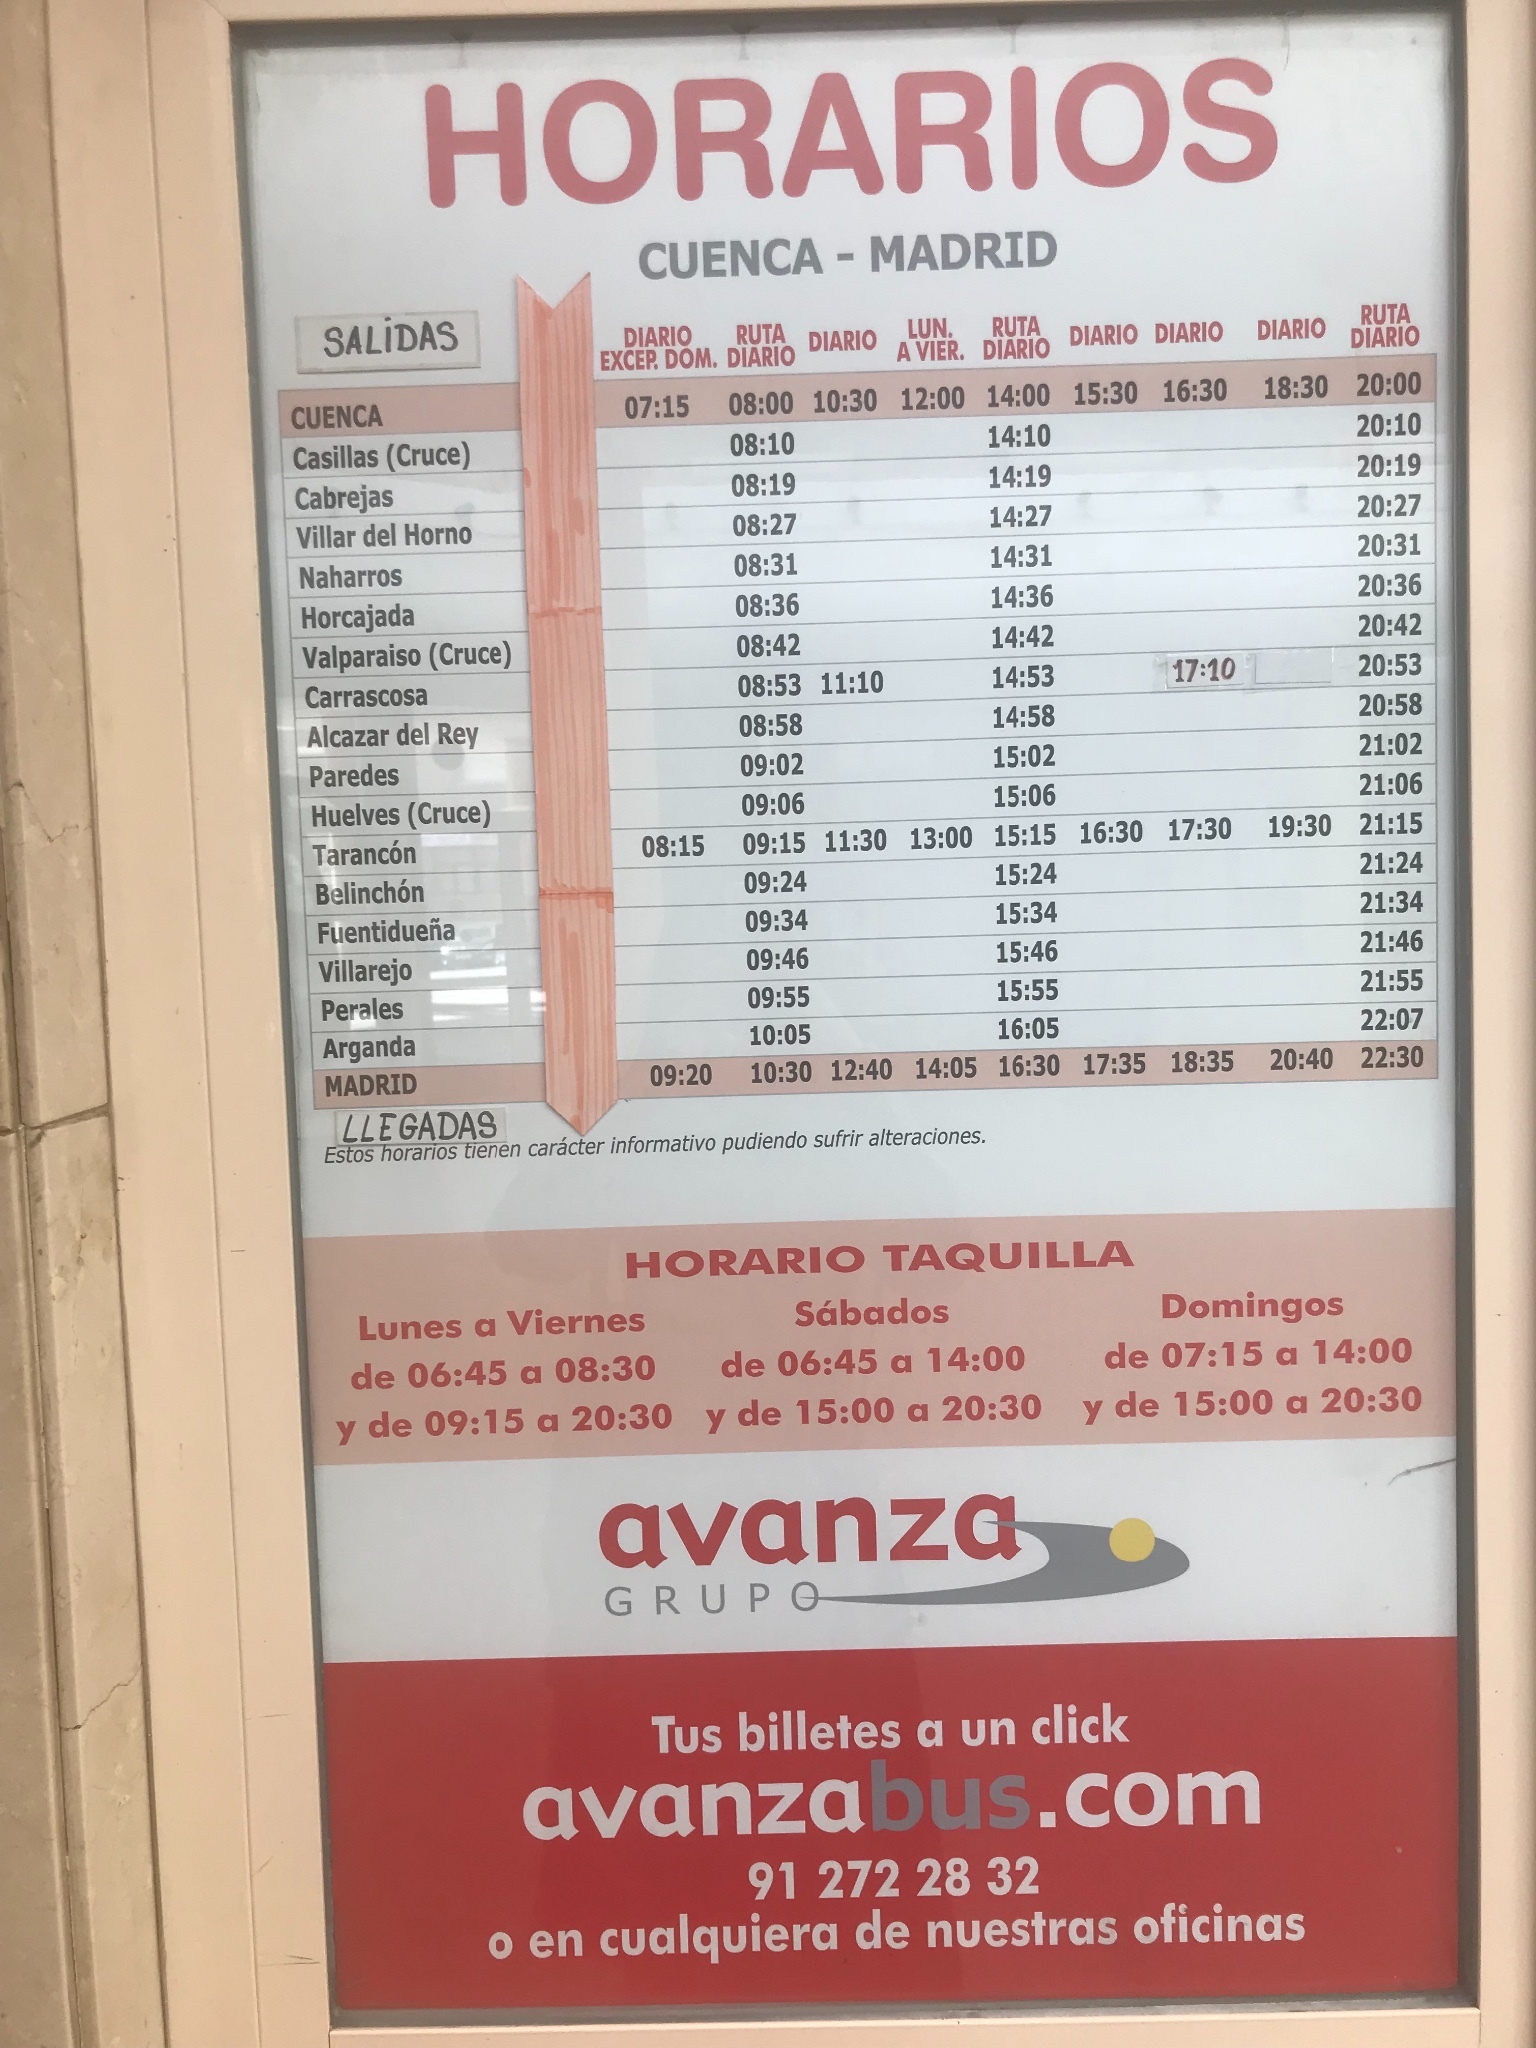 HORARIOS
CUENCA - MADRID
SALIDAS
DIARIO EXCEP. DOM. RUTA DIARIO DIARIO LUN. A VIER. RUTA DIARIO DIARIO DIARIO DIARIO RUTA DIARIO
CUENCA 07:15 08:00 10:30 12:00 14:00 15:30 16:30 18:30 20:00
Casillas (Cruce) 08:10 14:10 20:10
Cabrejas 08:19 14:19 20:19
Villar del Horno 08:27 14:27 20:27
Naharros 08:31 14:31 20:31
Horcajada 08:36 14:36 20:36
Valparaiso (Cruce) 08:42 14:42 20:42
Carrascosa 08:53 11:10 14:53 17:10 20:53
Alcazar del Rey 08:58 14:58 20:58
Paredes 09:02 15:02 21:02
Huelves (Cruce) 09:06 15:06 21:06
Tarancón 08:15 09:15 11:30 13:00 15:15 16:30 17:30 19:30 21:15
Belinchón 09:24 15:24 21:24
Fuentidueña 09:34 15:34 21:34
Villarejo 09:46 15:46 21:46
Perales 09:55 15:55 21:55
Arganda 10:05 16:05 22:07
MADRID 09:20 10:30 12:40 14:05 16:30 17:35 18:35 20:40 22:30
LLEGADAS
Estos horarios tienen carácter informativo pudiendo sufrir alteraciones.
HORARIO TAQUILLA
Lunes a Viernes Sábados Domingos
de 06:45 a 08:30 de 06:45 a 14:00 de 07:15 a 14:00
y de 09:15 a 20:30 y de 15:00 a 20:30 y de 15:00 a 20:30
avanza
GRUPO
Tus billetes a un click
avanzabus.com
91 272 28 32
o en cualquiera de nuestras oficinas